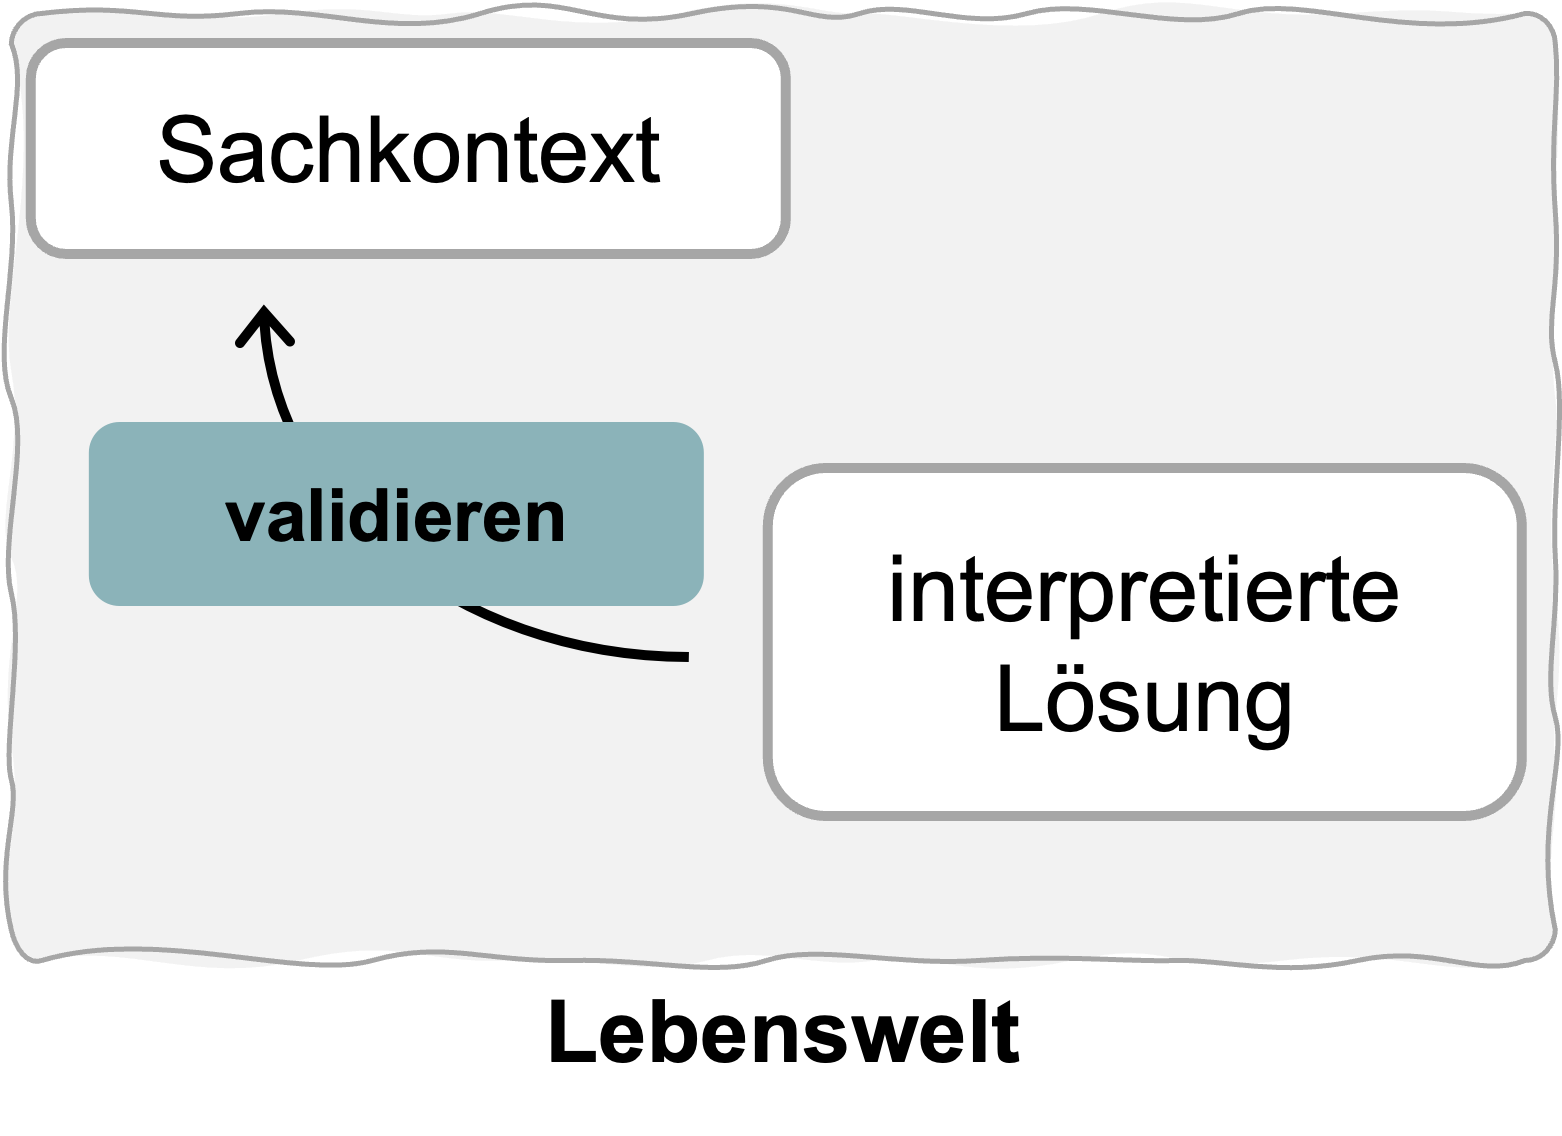 Sachkontext
validieren
interpretierte
Lösung
Lebenswelt